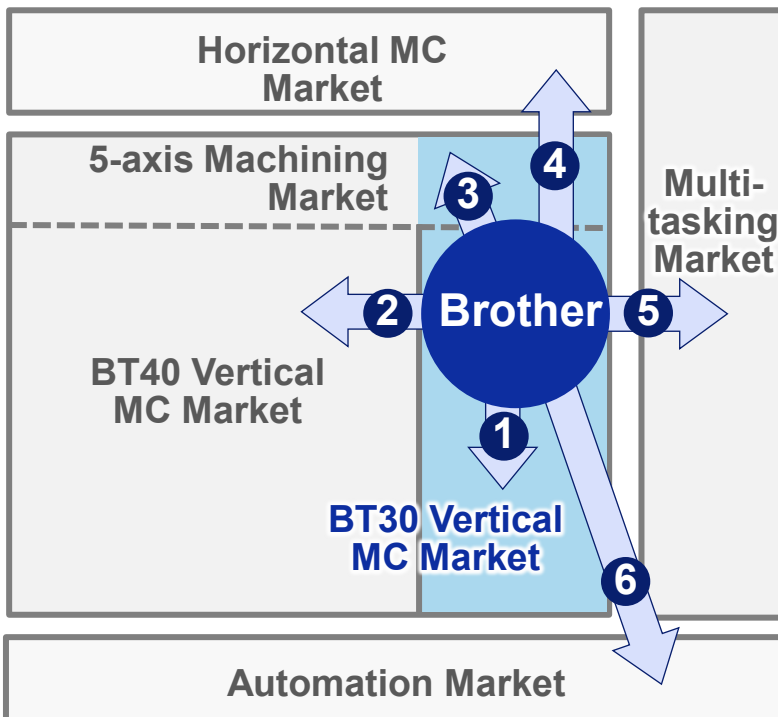 Horizontal MC
Market
5-axis Machining
Market
4
3
Multi-
tasking
Market
2
Brother
5
BT40 Vertical
MC Market
1
BT30 Vertical
MC Market
6
Automation Market